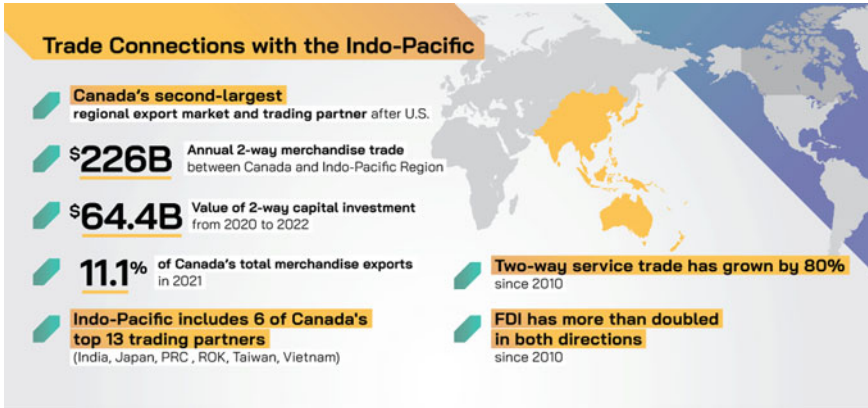 Trade Connections with the Indo-Pacific
Canada's second-largest
regional export market and trading partner after U.S.
$226B Annual 2-way merchandise trade
between Canada and Indo-Pacific Region
$64.4B Value of 2-way capital investment
from 2020 to 2022
11.1% of Canada's total merchandise exports
in 2021
Indo-Pacific includes 6 of Canada's
top 13 trading partners
(India, Japan, PRC , ROK, Taiwan, Vietnam)
Two-way service trade has grown by 80%
since 2010
FDI has more than doubled
in both directions
since 2010